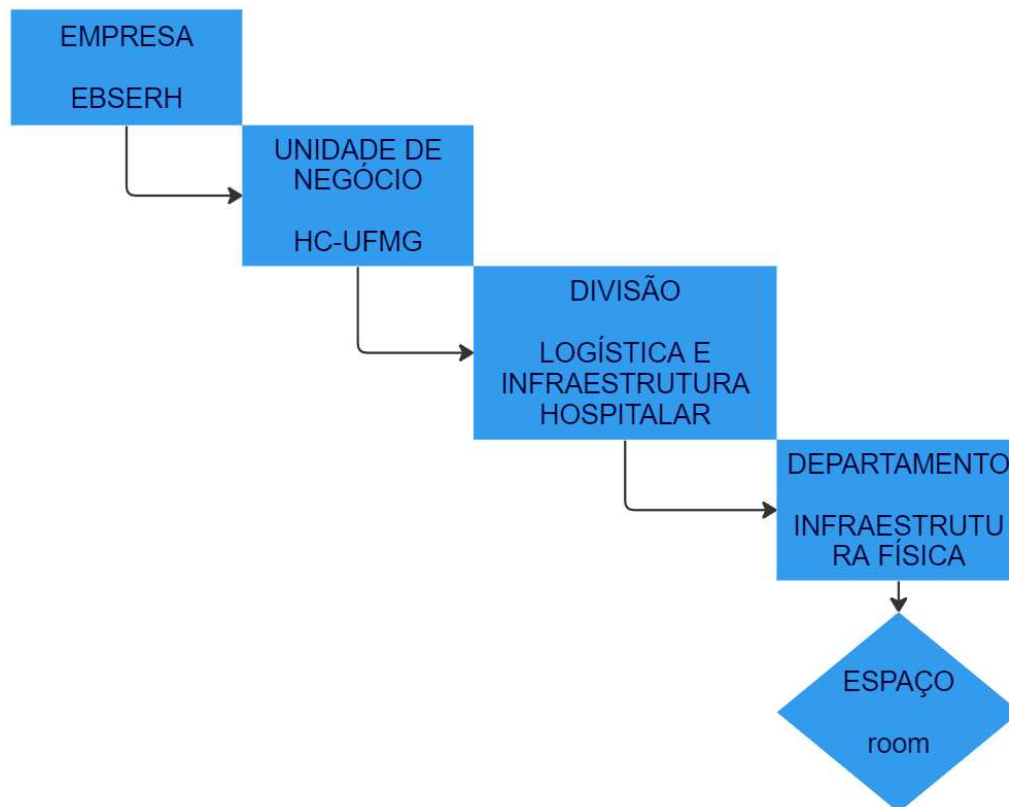 EMPRESA
EBSERH
UNIDADE DE
NEGÓCIO
HC-UFMG
DIVISÃO
LOGÍSTICA E
INFRAESTRUTURA
HOSPITALAR
DEPARTAMENTO
INFRAESTRUTU
RA FÍSICA
ESPAÇO
room